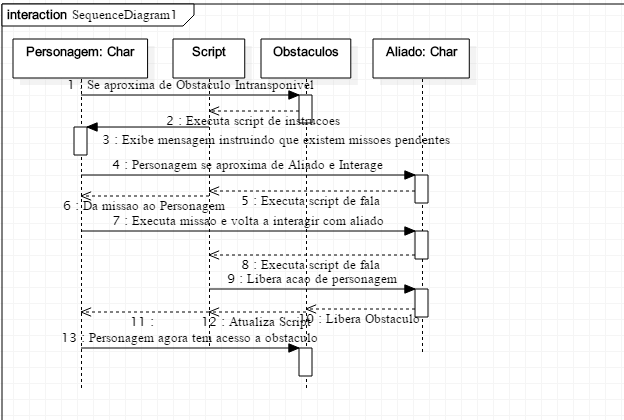 interaction SequenceDiagram1
Personagem: Char
Script
Obstaculos
Aliado: Char
1 : Se aproxima de Obstaculo Intransponivel
2 : Executa script de instrucoes
3 : Exibe mensagem instruindo que existem missoes pendentes
4 : Personagem se aproxima de Aliado e Interage
5 : Executa script de fala
6 : Da missao ao Personagem
7 : Executa missao e volta a interagir com aliado
8 : Executa script de fala
9 : Libera acao de personagem
10 : Libera Obstaculo
11 :
12 : Atualiza Script
13 : Personagem agora tem acesso a obstaculo